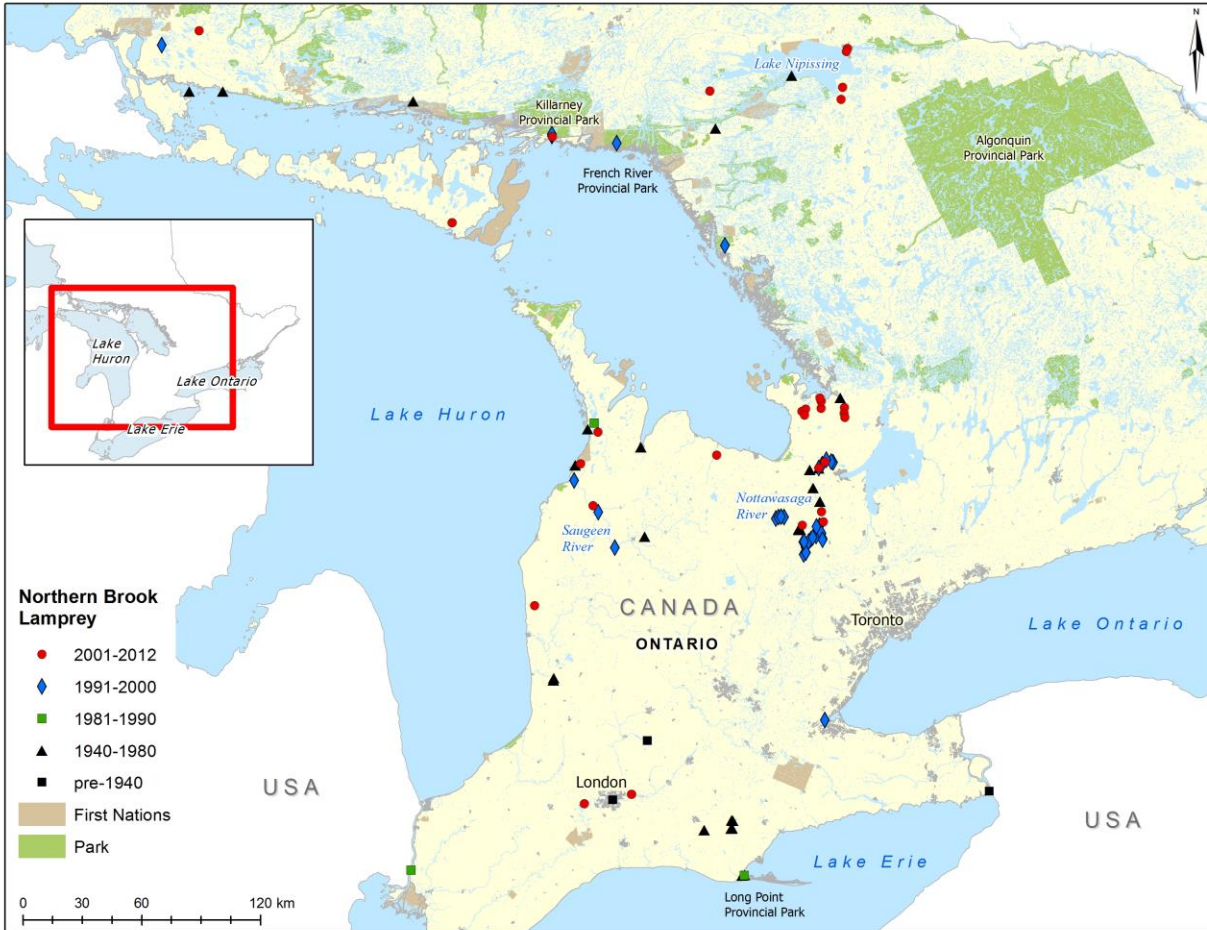 N
Lake Nipissing
Killarney
Provincial Park
Algonquin
Provincial Park
French River
Provincial Park
Lake
Huron
Lake Ontario
Lake Erie
Lake Huron
Nottawasaga
River
Saugeen
River
CANADA
ONTARIO
Toronto
Lake Ontario
Northern Brook
Lamprey
2001-2012
1991-2000
1981-1990
1940-1980
pre-1940
First Nations
Park
USA
London
USA
Lake Erie
Long Point
Provincial Park
0 30 60 120 km